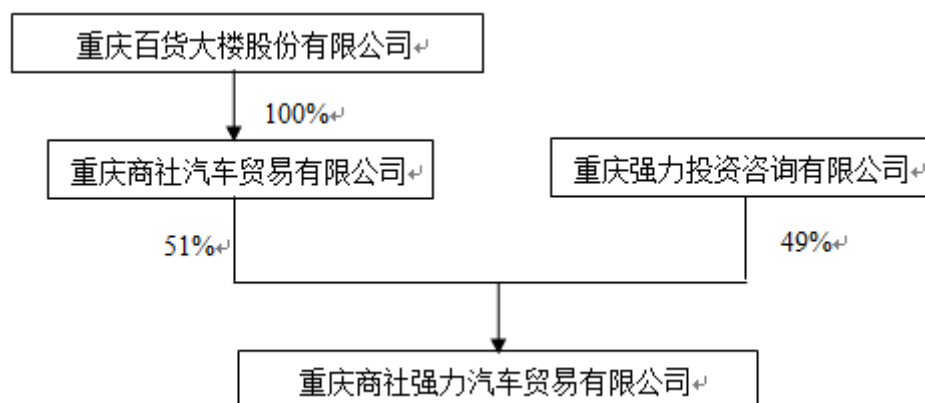 重庆百货大楼股份有限公司↵
100%↵
重庆商社汽车贸易有限公司↵
重庆强力投资咨询有限公司↵
51%↵
49%↵
重庆商社强力汽车贸易有限公司↵